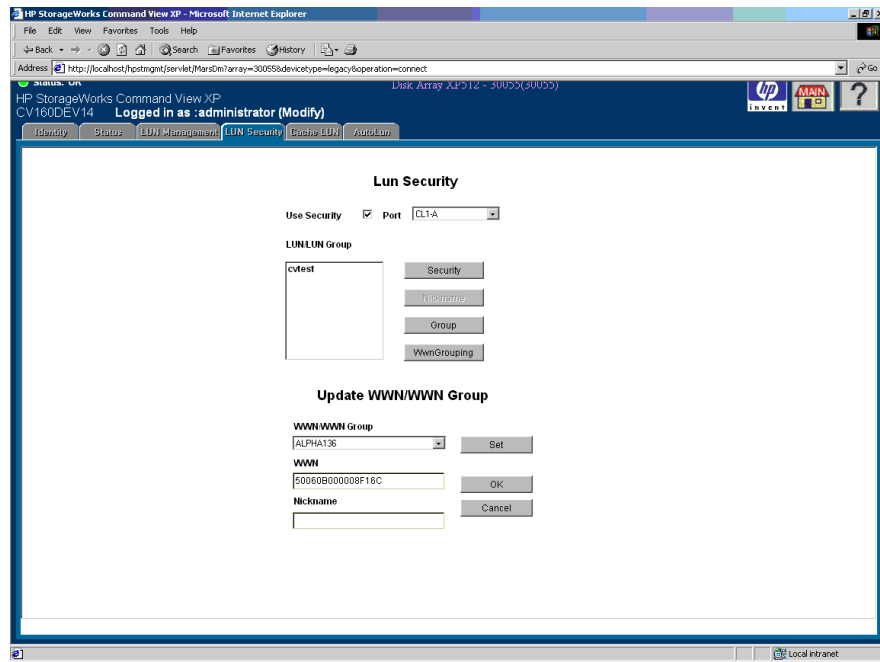 HP StorageWorks Command View XP - Microsoft Internet Explorer
File Edit View Favorites Tools Help
Back Search Favorites History
Address http://localhost/hpstmgmt/servlet/MarsDm?array=30055&devicetype=legacy&operation=connect Go
Status: OK Disk Array XP512 - 30055(30055)
HP StorageWorks Command View XP
CV160DEV14 Logged in as :administrator (Modify)
hp invent MAIN ?
Identity Status LUN Management LUN Security Cache LUN AutoLun
Lun Security
Use Security Port CL1-A
LUN/LUN Group
cvtest
Security
Nickname
Group
WwnGrouping
Update WWN/WWN Group
WWN/WWN Group
ALPHA136 Set
WWN
50060B000008F16C OK
Nickname Cancel
Local intranet